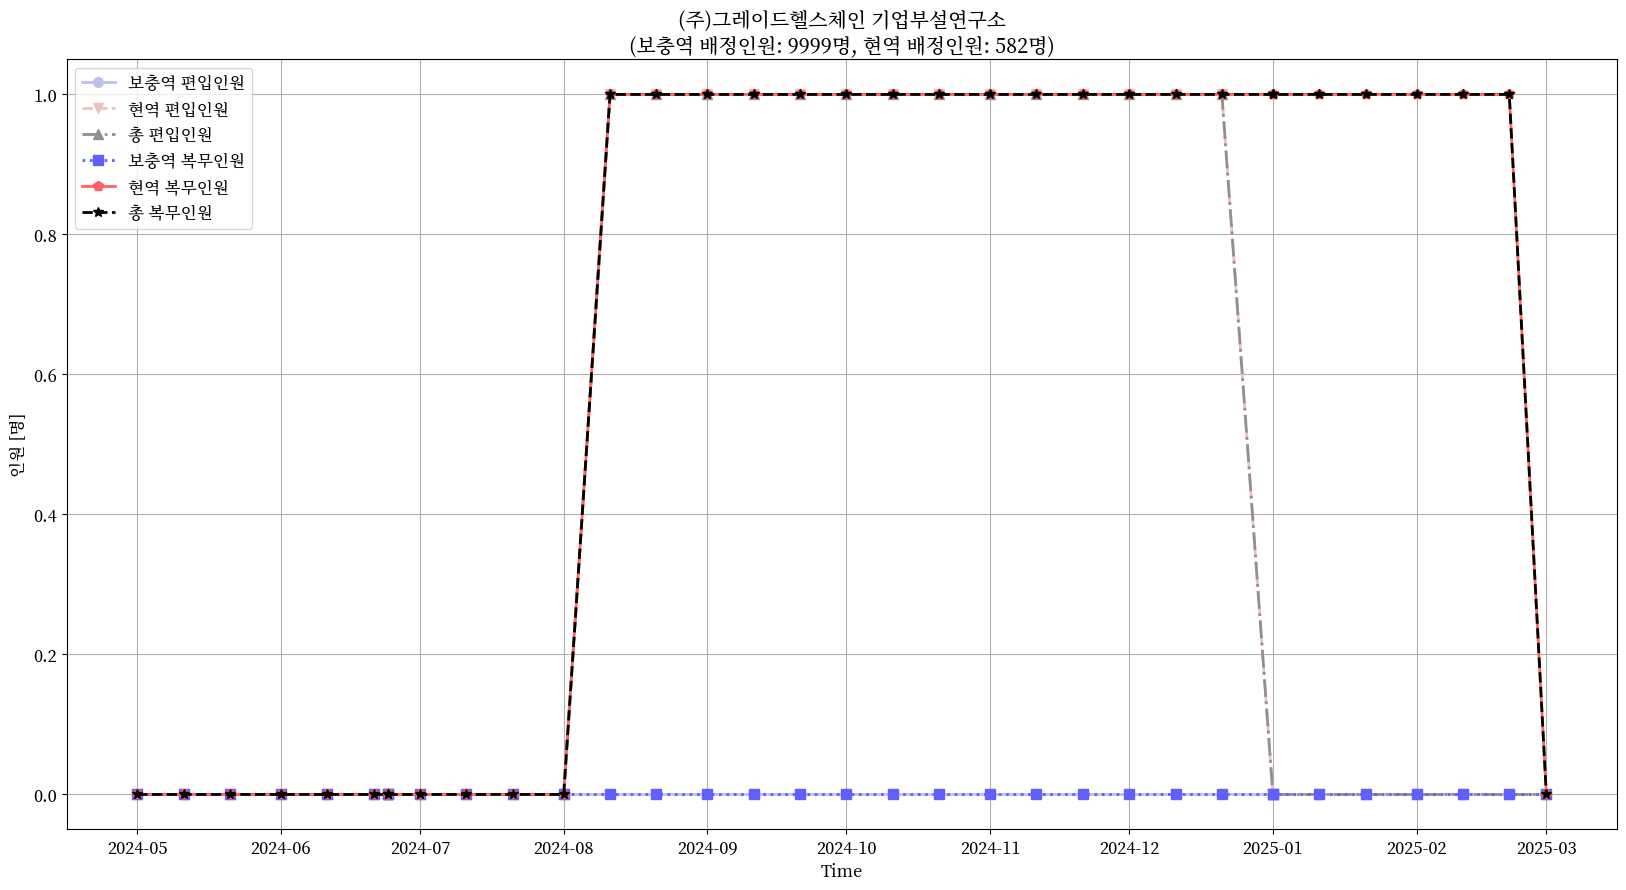 (주)그레이드헬스체인 기업부설연구소
(보충역 배정인원: 9999명, 현역 배정인원: 582명)
보충역 편입인원
현역 편입인원
총 편입인원
보충역 복무인원
현역 복무인원
총 복무인원
1.0
0.8
0.6
0.4
0.2
0.0
인원 [명]
2024-05
2024-06
2024-07
2024-08
2024-09
2024-10
2024-11
2024-12
2025-01
2025-02
2025-03
Time